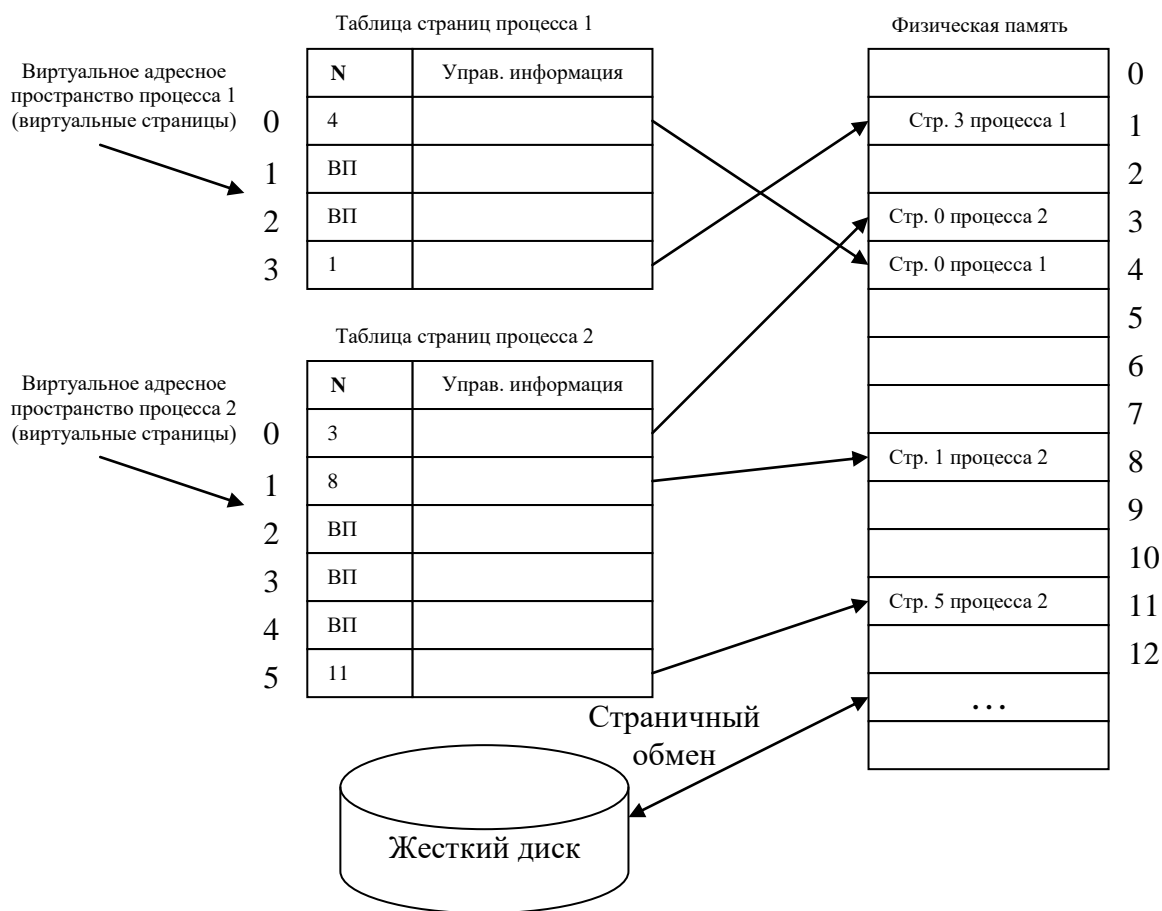 Таблица страниц процесса 1
Физическая память
Виртуальное адресное
пространство процесса 1
(виртуальные страницы)
N Управ. информация
0 4
1 ВП
2 ВП
3 1
Таблица страниц процесса 2
Виртуальное адресное
пространство процесса 2
(виртуальные страницы)
N Управ. информация
0 3
1 8
2 ВП
3 ВП
4 ВП
5 11
0
Стр. 3 процесса 1 1
2
Стр. 0 процесса 2 3
Стр. 0 процесса 1 4
5
6
7
Стр. 1 процесса 2 8
9
10
Стр. 5 процесса 2 11
12
...
Страничный
обмен
Жесткий диск